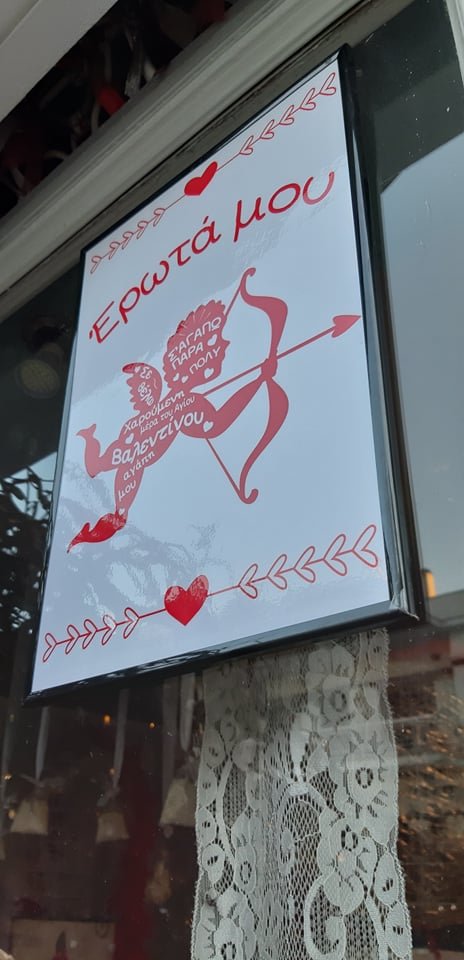 Έρωτά μου
Σ'ΑΓΑΠΩ
ΠΑΡΑ
ΠΟΛΥ
Χαρούμενη
μέρα του Αγίου
Βαλεντίνου
αγάπη
μου